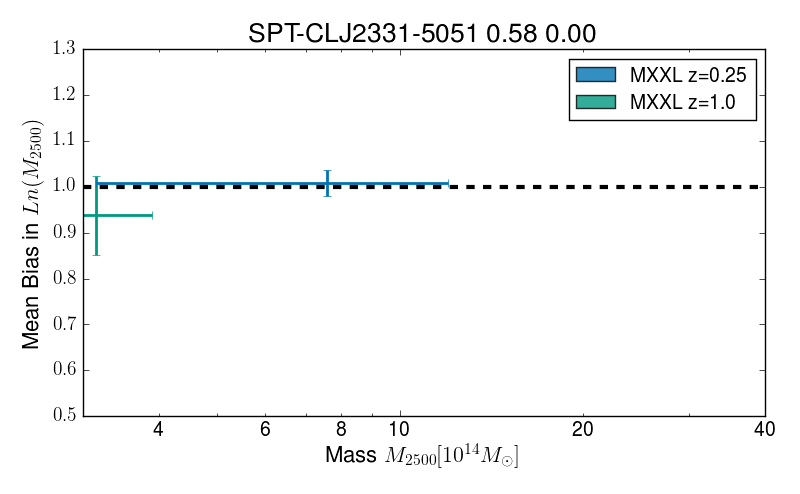 SPT-CLJ2331-5051 0.58 0.00
MXXL z=0.25
MXXL z=1.0
Mean Bias in Ln(M2500)
1.3
1.2
1.1
1.0
0.9
0.8
0.7
0.6
0.5
4 6 8 10 20 40
Mass M2500[10^14M⊙]